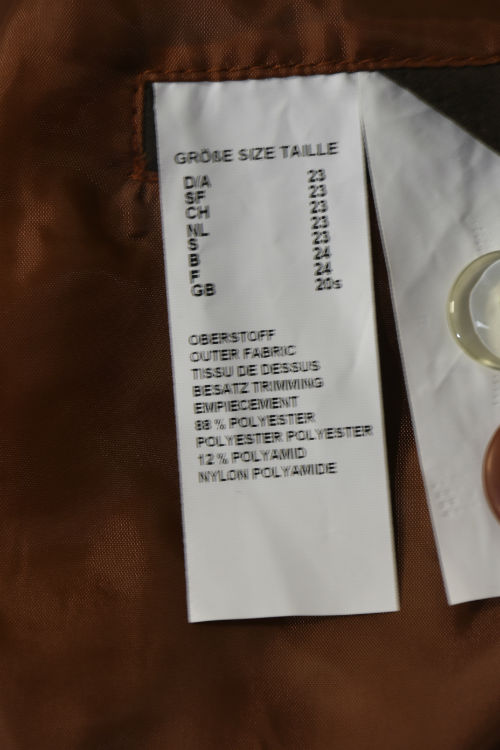 GRÖßE SIZE TAILLE
D/A 23
SF 23
CH 23
NL 23
S 23
B 24
F 24
GB 20s
OBERSTOFF
OUTER FABRIC
TISSU DE DESSUS
BESATZ TRIMMING
EMPIECEMENT
88 % POLYESTER
POLYESTER POLYESTER
12 % POLYAMID
NYLON POLYAMIDE